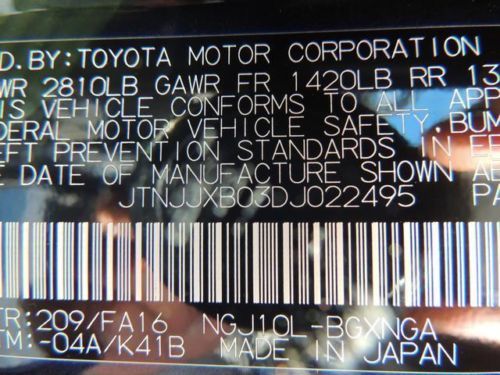 D.BY:TOYOTA MOTOR CORPORATION
WR 2810LB GAWR FR 1420LB RR 13
IS VEHICLE CONFORMS TO ALL APP
DERAL MOTOR VEHICLE SAFETY,BUM
EFT PREVENTION STANDARDS IN EF
E DATE OF MANUFACTURE SHOWN AB
JTNJJXB03DJ022495 PA
TR:209/FA16 NGJ10L-BGXNGA
TM:-04A/K41B MADE IN JAPAN